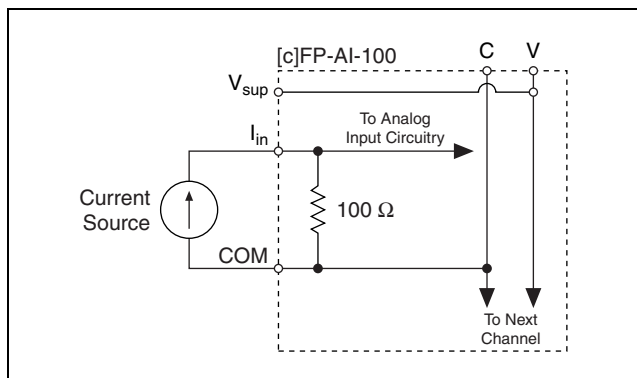 [c]FP-AI-100
C
V
Vsup
To Analog
Input Circuitry
Iin
Current
Source
100 Ω
COM
To Next
Channel